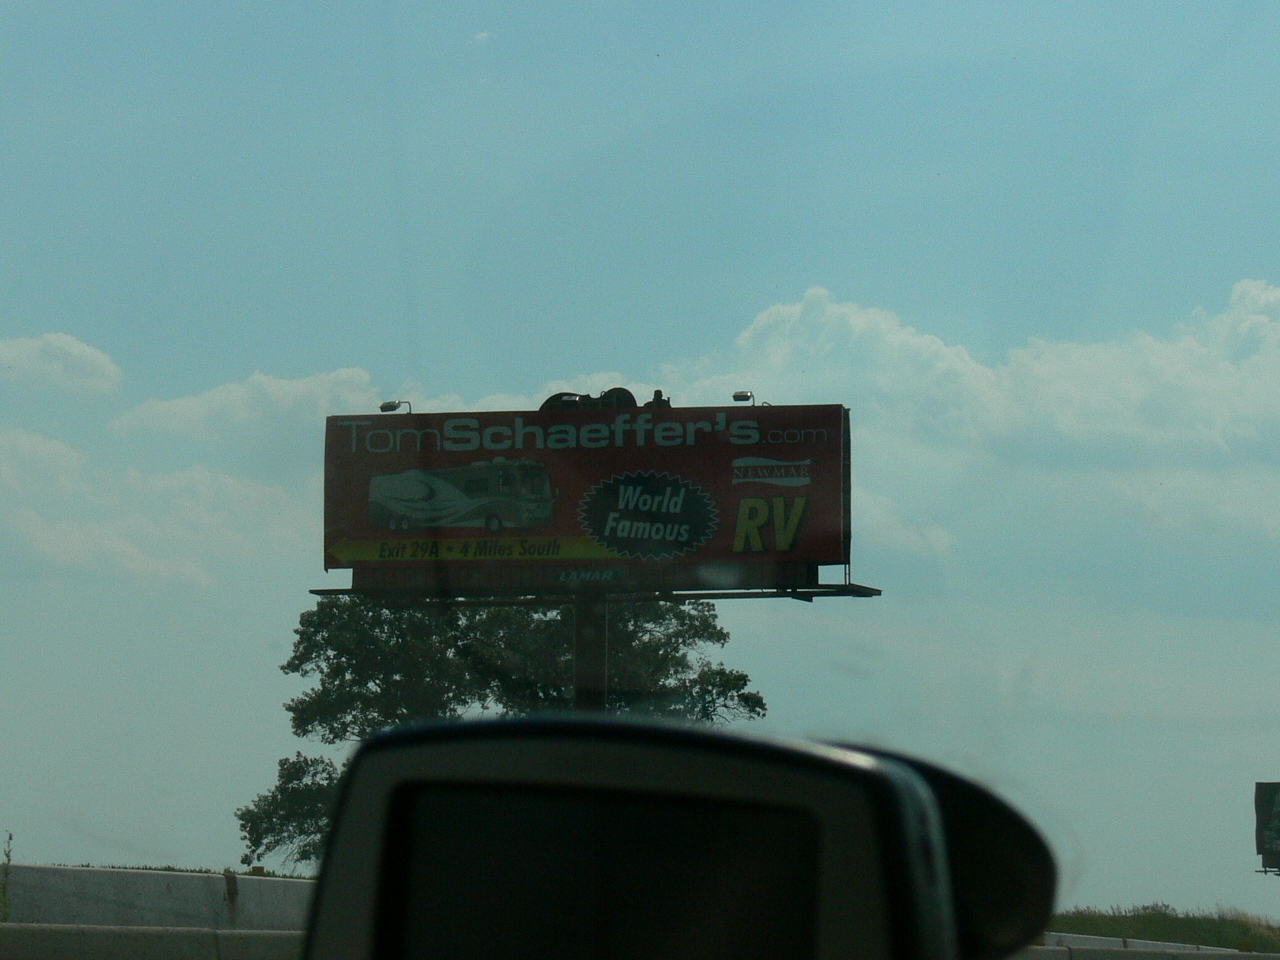 TomSchaeffer's.com
NEWMAR
World
Famous
RV
Exit 29A • 4 Miles South
LAMAR